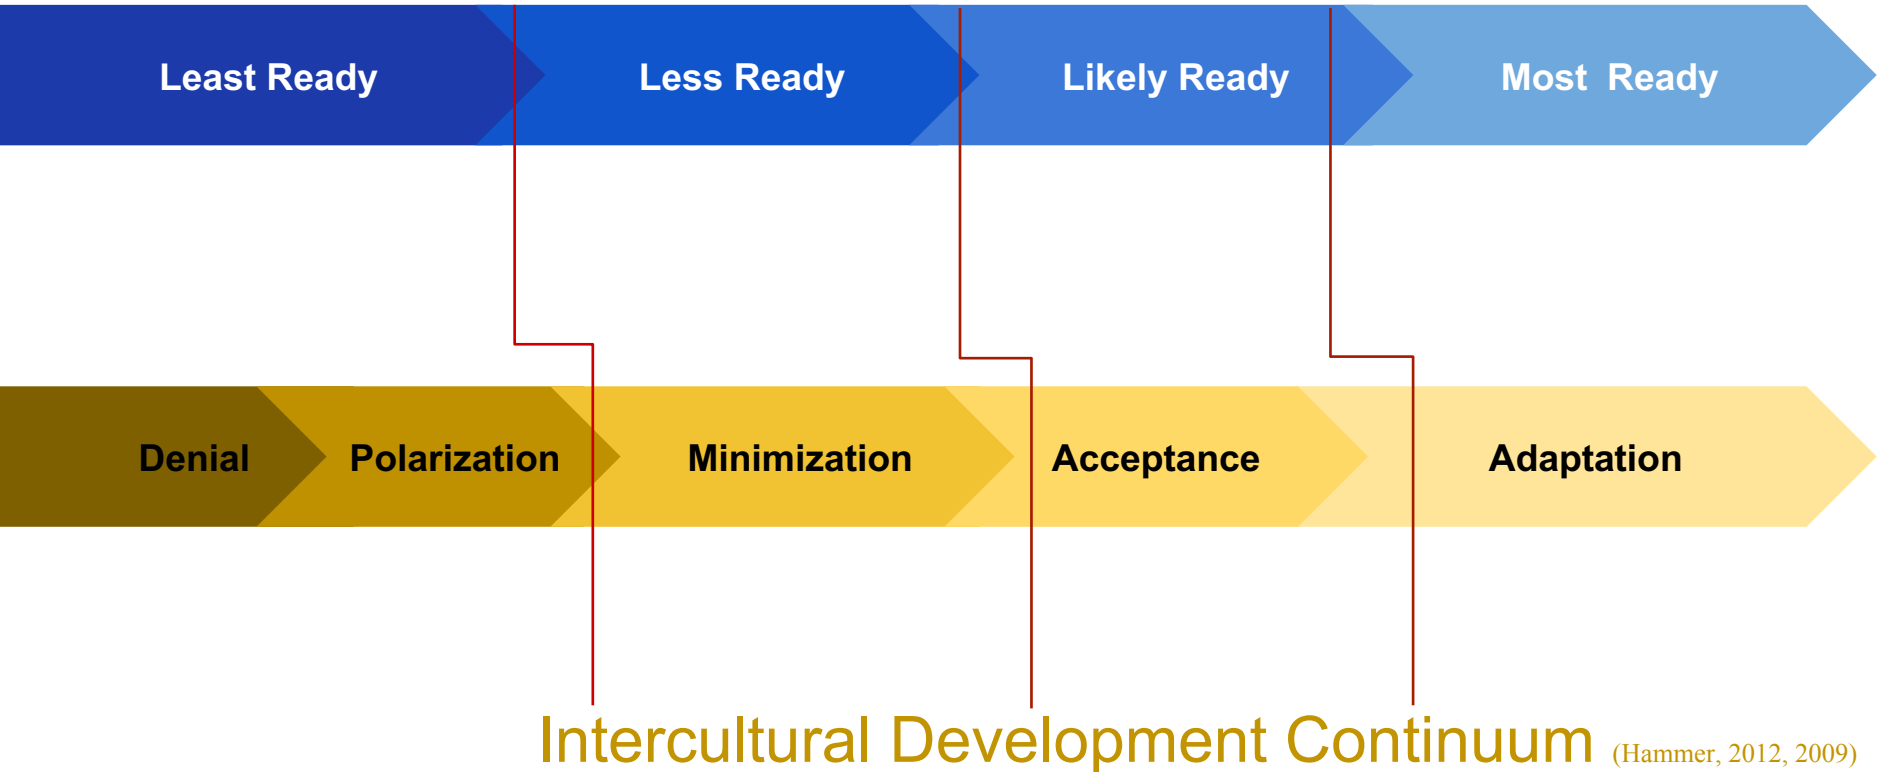 Least Ready Less Ready Likely Ready Most Ready
Denial Polarization Minimization Acceptance Adaptation
Intercultural Development Continuum (Hammer, 2012, 2009)